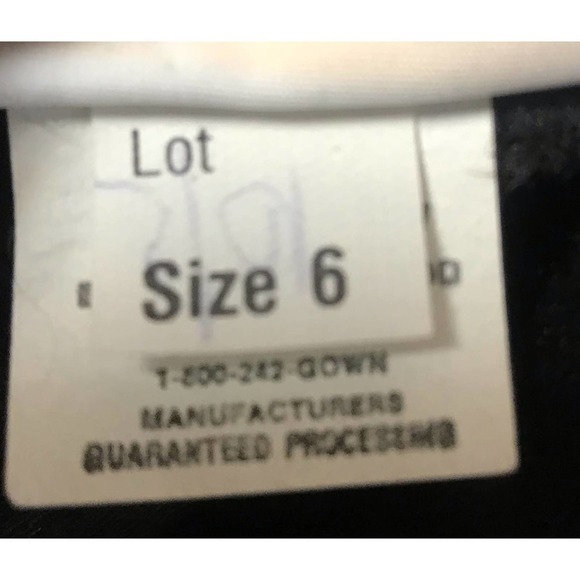 Lot
Size 6
1-800-242-GOWN
MANUFACTURERS
GUARANTEED PROCESSING